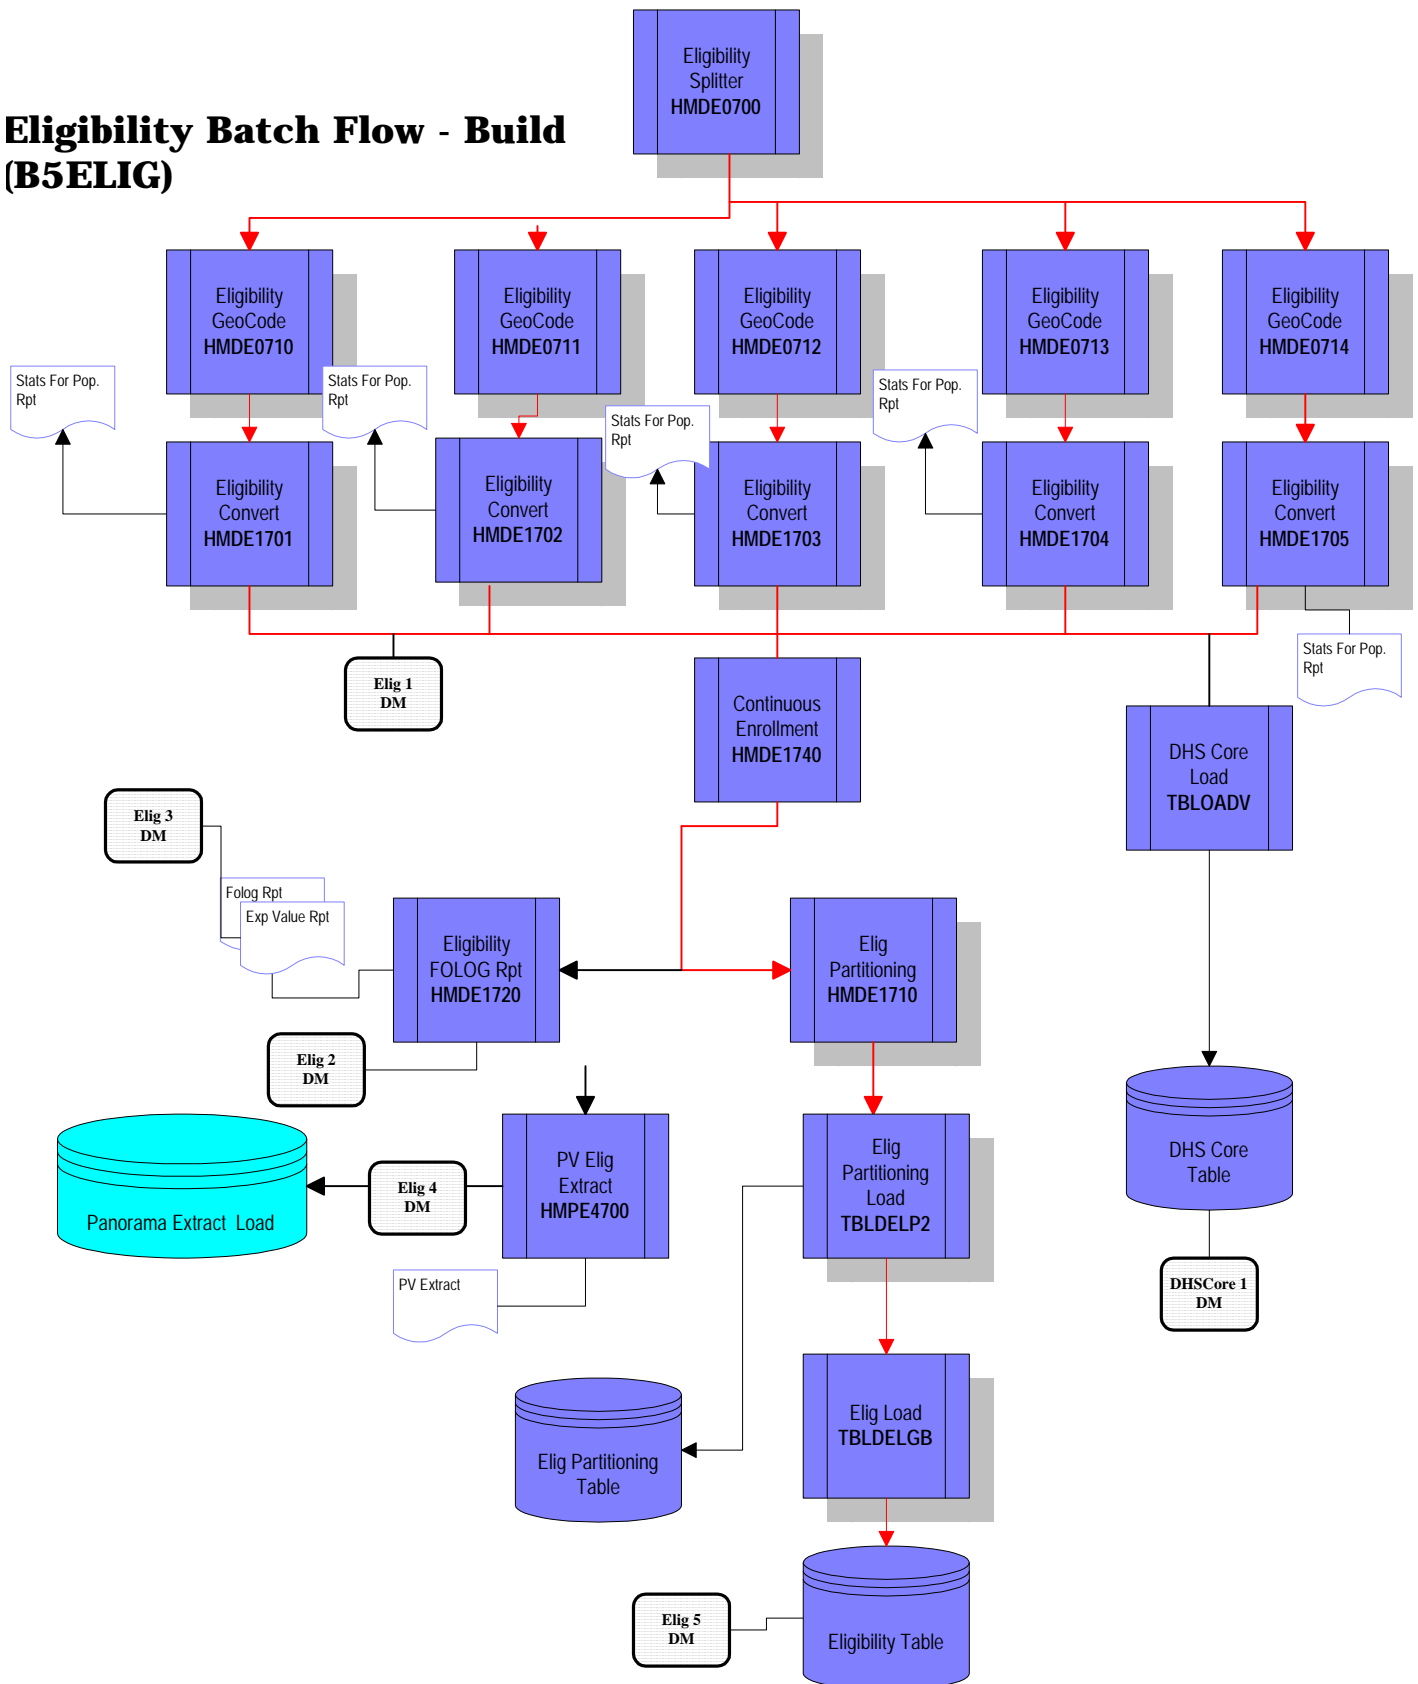 Eligibility
Splitter
HMDE0700
Eligibility Batch Flow - Build
(B5ELIG)
Eligibility
GeoCode
HMDE0710
Eligibility
GeoCode
HMDE0711
Eligibility
GeoCode
HMDE0712
Eligibility
GeoCode
HMDE0713
Eligibility
GeoCode
HMDE0714
Stats For Pop.
Rpt
Stats For Pop.
Rpt
Stats For Pop.
Rpt
Stats For Pop.
Rpt
Eligibility
Convert
HMDE1701
Eligibility
Convert
HMDE1702
Eligibility
Convert
HMDE1703
Eligibility
Convert
HMDE1704
Eligibility
Convert
HMDE1705
Stats For Pop.
Rpt
Elig 1
DM
Continuous
Enrollment
HMDE1740
DHS Core
Load
TBLOADV
Elig 3
DM
Folog Rpt
Exp Value Rpt
Eligibility
FOLOG Rpt
HMDE1720
Elig
Partitioning
HMDE1710
Elig 2
DM
PV Elig
Extract
HMPE4700
Elig
Partitioning
Load
TBLDELP2
DHS Core
Table
Elig 4
DM
Panorama Extract  Load
PV Extract
DHSCore 1
DM
Elig Load
TBLDELGB
Elig Partitioning
Table
Elig 5
DM
Eligibility Table